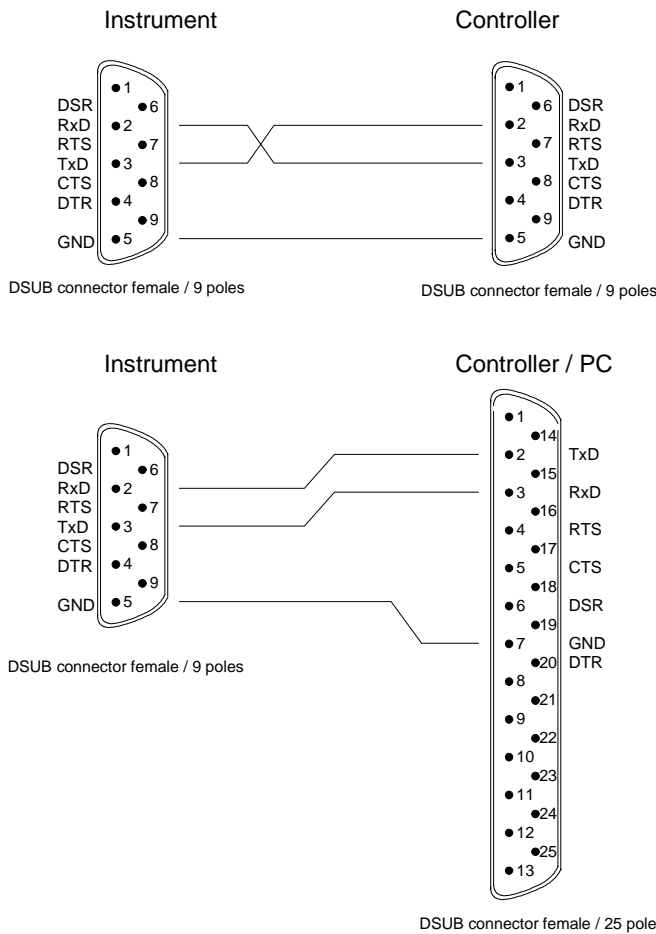 Instrument
Controller
1
DSR
6
RxD
2
RTS
7
TxD
3
CTS
8
DTR
4
9
GND
5
1
6
DSR
2
RxD
7
RTS
3
TxD
8
CTS
4
DTR
9
5
GND
DSUB connector female / 9 poles
DSUB connector female / 9 poles
Instrument
Controller / PC
1
DSR
6
RxD
2
RTS
7
TxD
3
CTS
8
DTR
4
9
GND
5
DSUB connector female / 9 poles
1
14
2
TxD
15
3
RxD
16
4
RTS
17
5
CTS
18
6
DSR
19
7
GND
20
DTR
8
21
9
22
10
23
11
24
12
25
13
DSUB connector female / 25 pole